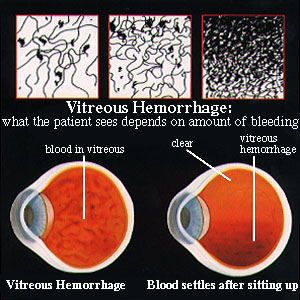 Vitreous Hemorrhage:
what the patient sees depends on amount of bleeding
blood in vitreous
clear
vitreous
hemorrhage
Vitreous Hemorrhage
Blood settles after sitting up